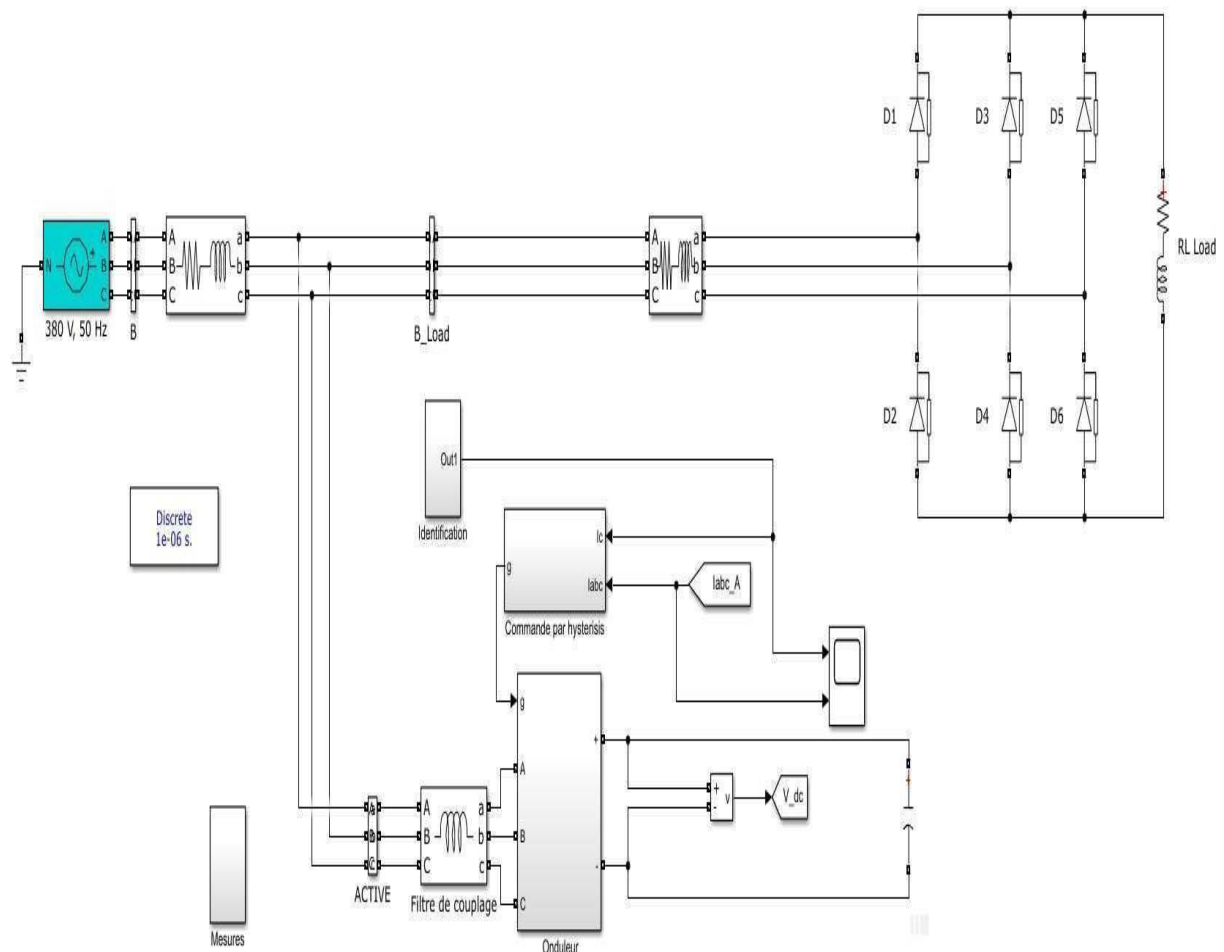 D1
D3
D5
RL Load
N
A
B
C
380 V, 50 Hz
B
A
B
C
a
b
c
B_Load
A
B
C
a
b
c
D2
D4
D6
Out1
Identification
Discrete
1e-06 s.
Ic
Iabc
g
Commande par hysterisis
Iabc_A
g
A
B
C
+
-
Onduleur
+
-
v
V_dc
ACTIVE
A
B
C
a
b
c
Filtre de couplage
Mesures